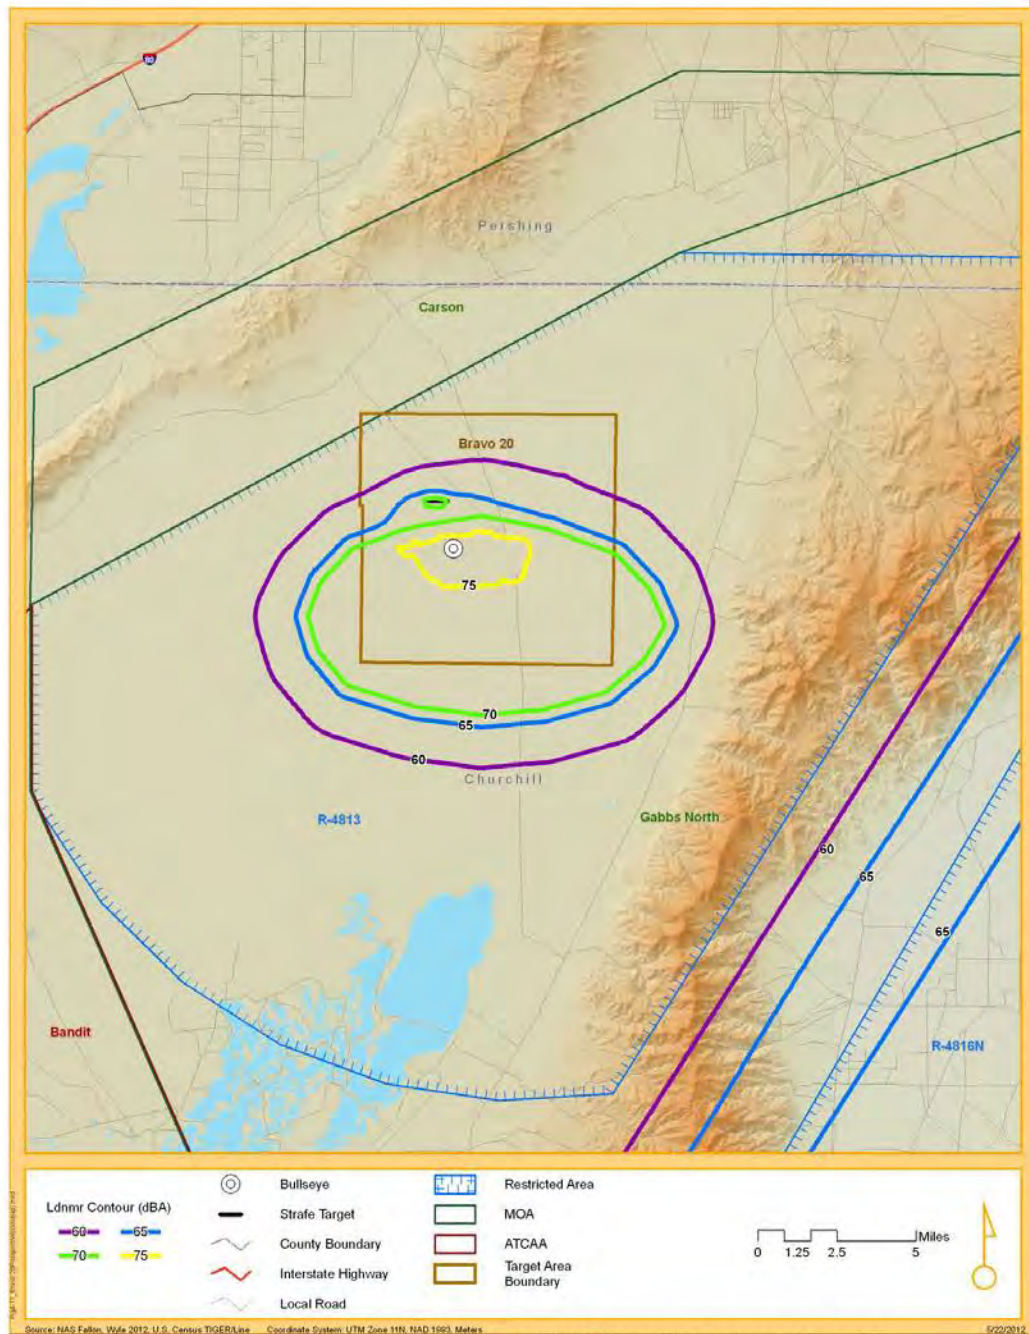 80
Pershing
Carson
Bravo 20
75
70
65
60
Churchill
R-4813
Gabbs North
60
65
65
Bandit
R-4816N
Bullseye
Restricted Area
Ldnmr Contour (dBA)
Strafe Target
MOA
60 65
County Boundary
ATCAA
70 75
Interstate Highway
Target Area
Boundary
Local Road
Miles
0 1.25 2.5 5
Source: NAS Fallon, Wyle 2012, U.S. Census TIGER/Line Coordinate System: UTM Zone 11N, NAD 1983, Meters
5/22/2012